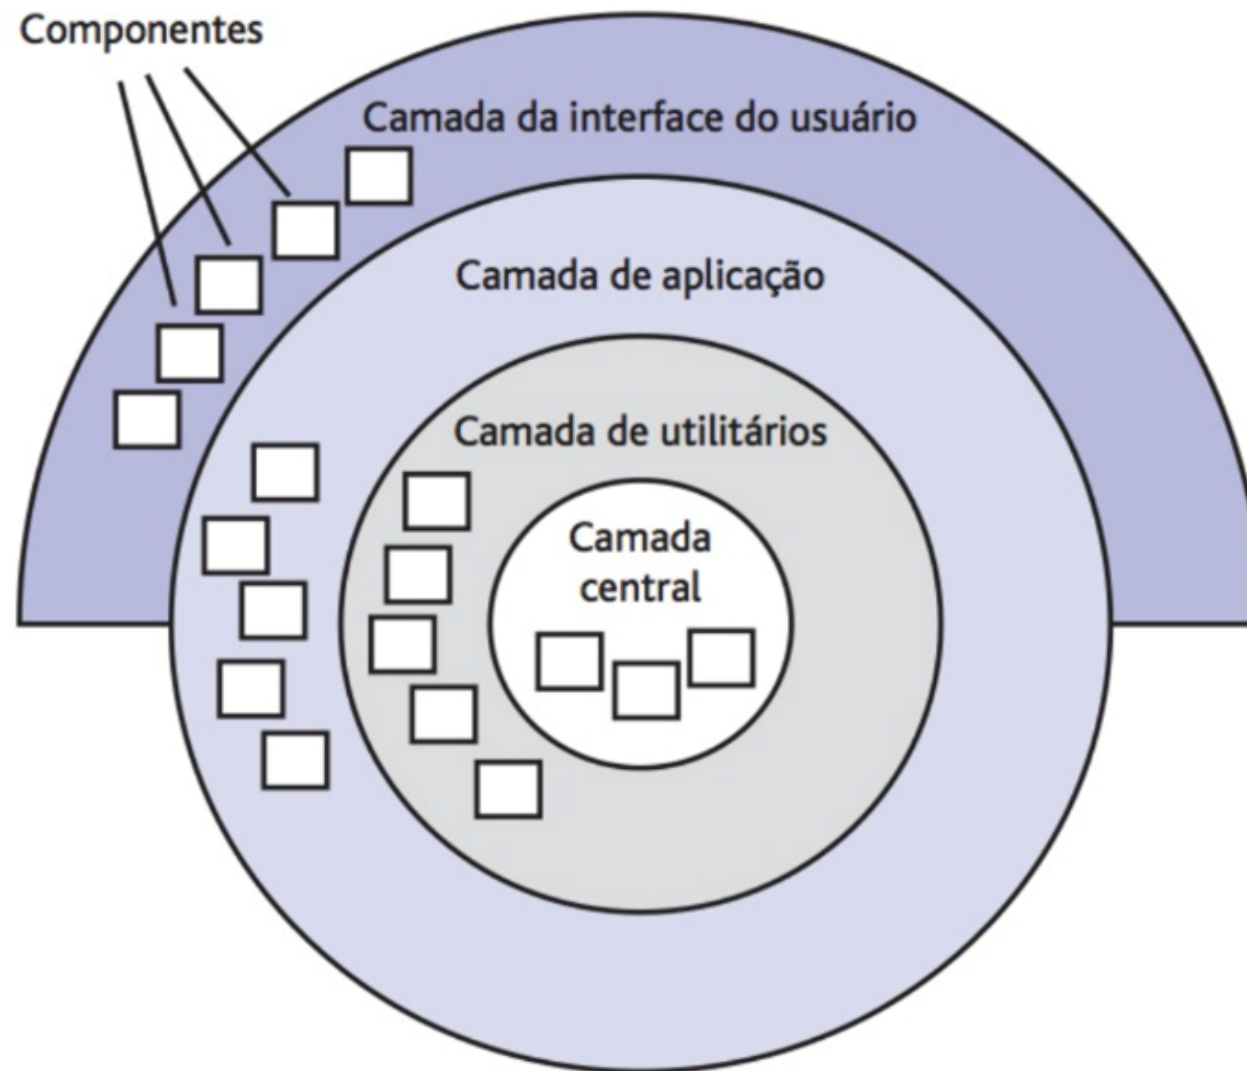 Componentes
Camada da interface do usuário
Camada de aplicação
Camada de utilitários
Camada
central